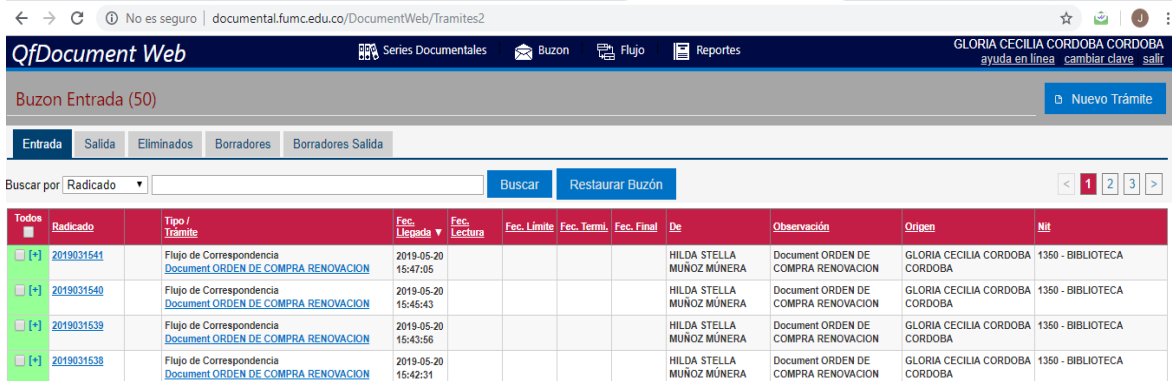 No es seguro | documental.fumc.edu.co/DocumentWeb/Tramites2
J
QfDocument Web
Series Documentales Buzon Flujo Reportes
GLORIA CECILIA CORDOBA CORDOBA
ayuda en línea cambiar clave salir
Buzon Entrada (50)
Nuevo Trámite
Entrada Salida Eliminados Borradores Borradores Salida
Buscar por Radicado ▼ Buscar Restaurar Buzón < 1 2 3 >
Todos Radicado Tipo / Trámite Fec. Llegada ▼ Fec. Lectura Fec. Límite Fec. Termi. Fec. Final De Observación Origen Nit
[+] 2019031541 Flujo de Correspondencia 2019-05-20 HILDA STELLA Document ORDEN DE GLORIA CECILIA CORDOBA 1350 - BIBLIOTECA
Document ORDEN DE COMPRA RENOVACION 15:47:05 MUÑOZ MÚNERA COMPRA RENOVACION CORDOBA
[+] 2019031540 Flujo de Correspondencia 2019-05-20 HILDA STELLA Document ORDEN DE GLORIA CECILIA CORDOBA 1350 - BIBLIOTECA
Document ORDEN DE COMPRA RENOVACION 15:45:43 MUÑOZ MÚNERA COMPRA RENOVACION CORDOBA
[+] 2019031539 Flujo de Correspondencia 2019-05-20 HILDA STELLA Document ORDEN DE GLORIA CECILIA CORDOBA 1350 - BIBLIOTECA
Document ORDEN DE COMPRA RENOVACION 15:43:56 MUÑOZ MÚNERA COMPRA RENOVACION CORDOBA
[+] 2019031538 Flujo de Correspondencia 2019-05-20 HILDA STELLA Document ORDEN DE GLORIA CECILIA CORDOBA 1350 - BIBLIOTECA
Document ORDEN DE COMPRA RENOVACION 15:42:31 MUÑOZ MÚNERA COMPRA RENOVACION CORDOBA